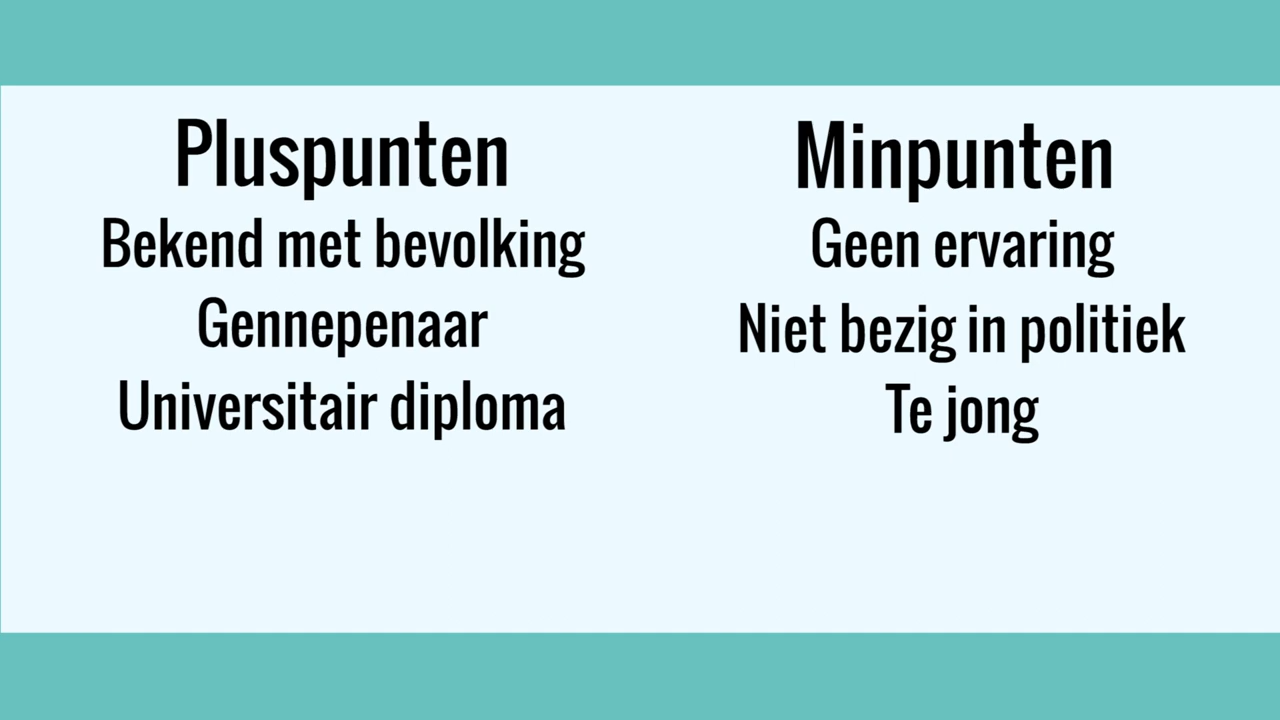 Pluspunten
Bekend met bevolking
Gennepenaar
Universitair diploma
Minpunten
Geen ervaring
Niet bezig in politiek
Te jong